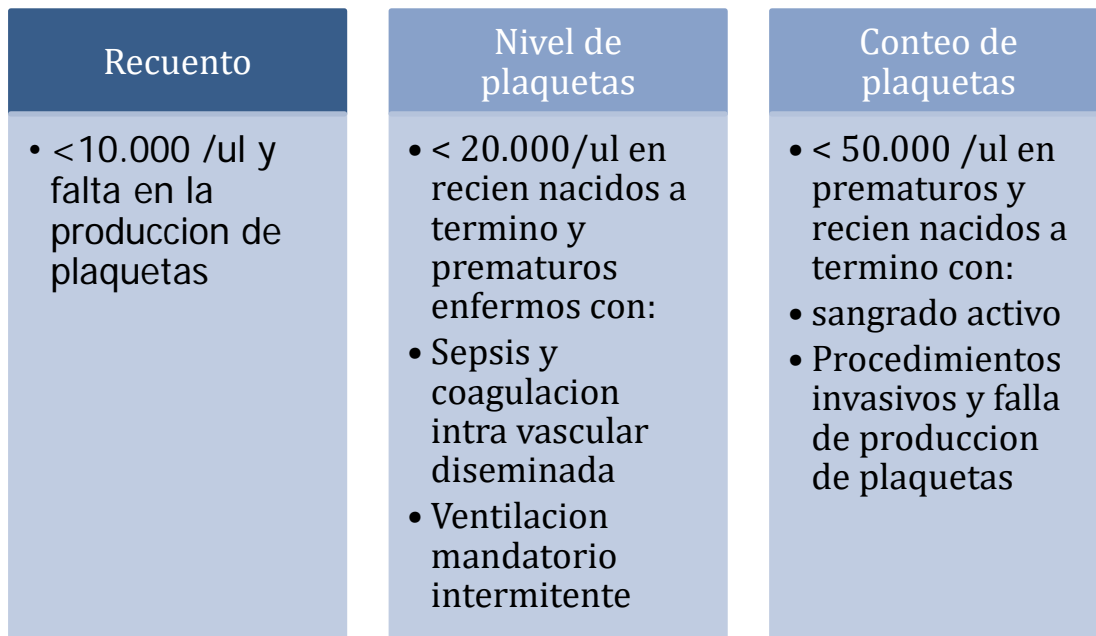 Recuento
• <10.000 /ul y
falta en la
produccion de
plaquetas
Nivel de
plaquetas
• < 20.000/ul en
recien nacidos a
termino y
prematuros
enfermos con:
• Sepsis y
coagulacion
intra vascular
diseminada
• Ventilacion
mandatorio
intermitente
Conteo de
plaquetas
• < 50.000 /ul en
prematuros y
recien nacidos a
termino con:
• sangrado activo
• Procedimientos
invasivos y falla
de produccion
de plaquetas